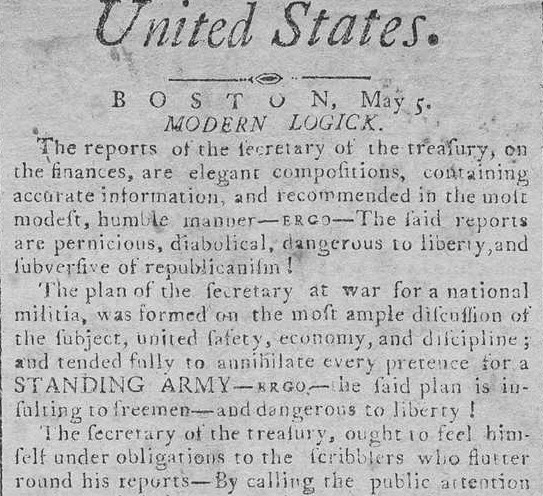 United States.
BOSTON, May 5.
MODERN LOGICK.
The reports of the ſecretary of the treaſury, on
the finances, are elegant compoſitions, containing
accurate information, and recommended in the moſt
modeſt, humble manner—ERGO—The ſaid reports
are pernicious, diabolical, dangerous to liberty, and
ſubverſive of republicaniſm!
The plan of the ſecretary at war for a national
militia, was formed on the moſt ample diſcuſſion of
the ſubject, united ſafety, economy, and diſcipline;
and tended fully to annihilate every pretence for a
STANDING ARMY—ERGO,—the ſaid plan is in-
ſulting to freemen—and dangerous to liberty!
The ſecretary of the treaſury, ought to feel him-
ſelf under obligations to the ſcribblers who flutter
round his reports—By calling the public attention